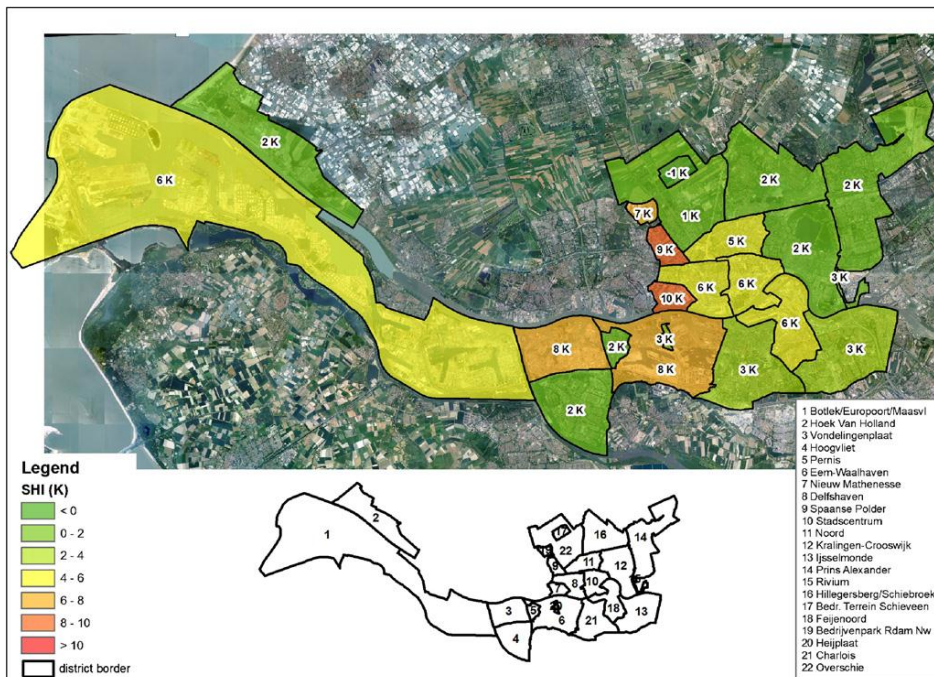 2 K
6 K
-1 K
2 K
2 K
7 K
1 K
9 K
5 K
2 K
3 K
10 K
6 K
6 K
6 K
8 K
2 K
3 K
8 K
3 K
3 K
2 K
Legend
SHI (K)
< 0
0 - 2
2 - 4
4 - 6
6 - 8
8 - 10
> 10
district border
1
2
3
4
6
7
8
9
10
11
12
13
14
16
17
18
21
22
1 Botlek/Europoort/Maasvl
2 Hoek Van Holland
3 Vondelingenplaat
4 Hoogvliet
5 Pernis
6 Eem-Waalhaven
7 Nieuw Mathenesse
8 Delfshaven
9 Spaanse Polder
10 Stadscentrum
11 Noord
12 Kralingen-Crooswijk
13 Ijsselmonde
14 Prins Alexander
15 Rivium
16 Hillegersberg/Schiebroek
17 Bedr. Terrein Schieveen
18 Feijenoord
19 Bedrijvenpark Rdam Nw
20 Heijplaat
21 Charlois
22 Overschie